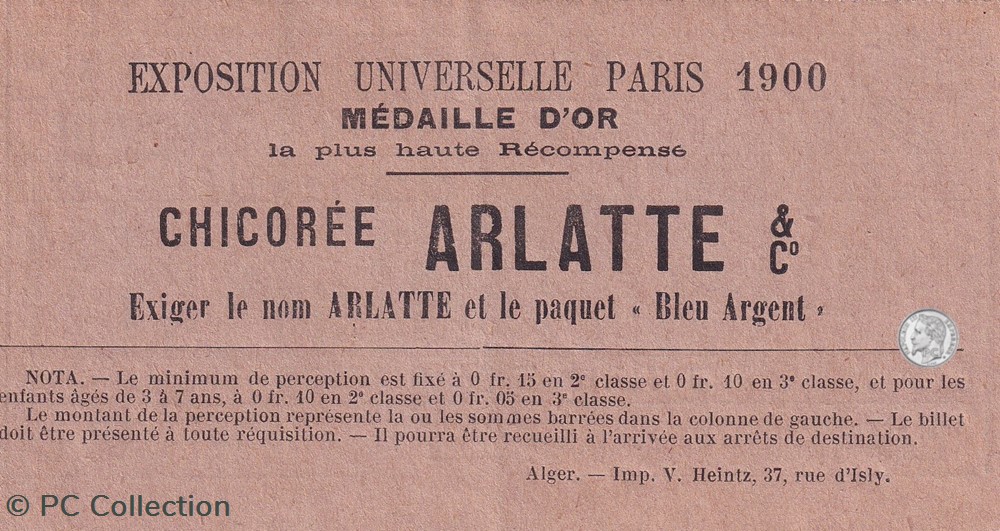 EXPOSITION UNIVERSELLE PARIS 1900
MÉDAILLE D'OR
la plus haute Récompense
CHICORÉE ARLATTE & Cº
Exiger le nom ARLATTE et le paquet « Bleu Argent »
NOTA. — Le minimum de perception est fixé à 0 fr. 15 en 2e classe et 0 fr. 10 en 3e classe, et pour les
enfants âgés de 3 à 7 ans, à 0 fr. 10 en 2e classe et 0 fr. 05 en 3e classe.
Le montant de la perception représente la ou les sommes barrées dans la colonne de gauche. — Le billet
doit être présenté à toute réquisition. — Il pourra être recueilli à l'arrivée aux arrêts de destination.
Alger. — Imp. V. Heintz, 37, rue d'Isly.
© PC Collection